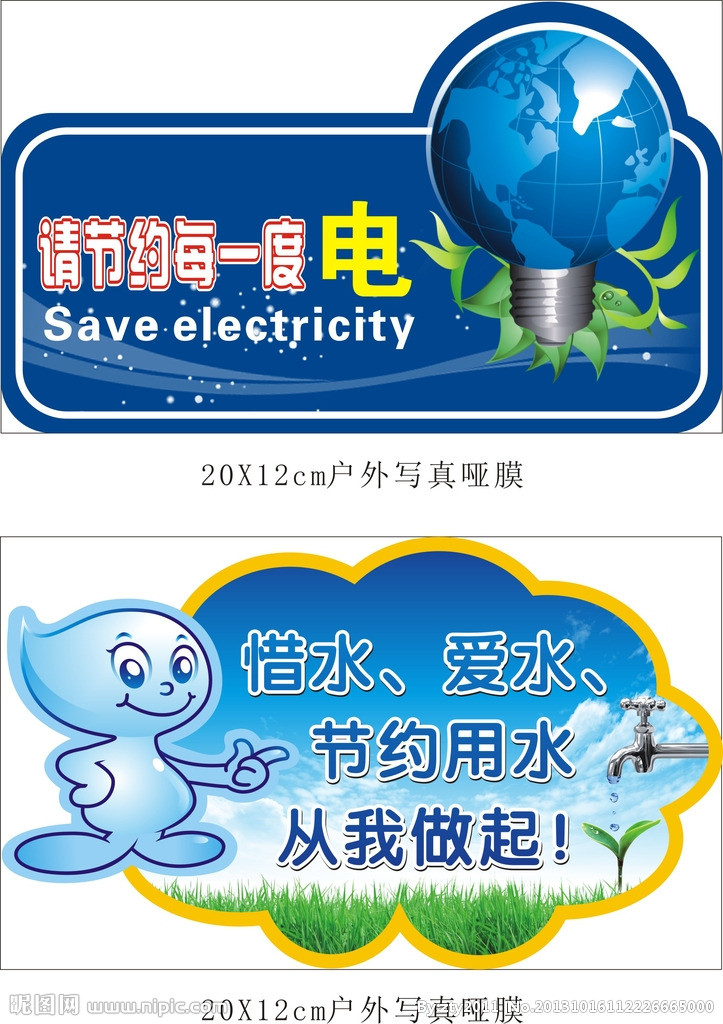 请节约每一度电
Save electricity
20X12cm户外写真哑膜
惜水、爱水、
节约用水
从我做起！
昵图网 www.nipic.com
20X12cm户外写真哑膜
No.20131016112226665000